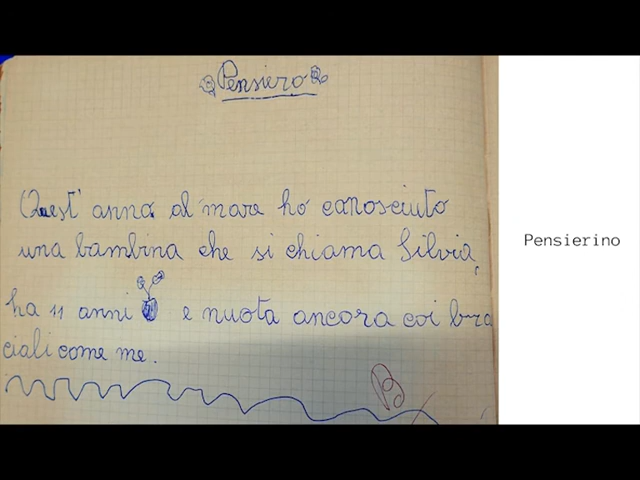 Pensiero
Quest' anno al mare ho conosciuto
una bambina che si chiama Silvia,
ha 11 anni e nuota ancora coi bra
ciali come me.
B
Pensierino